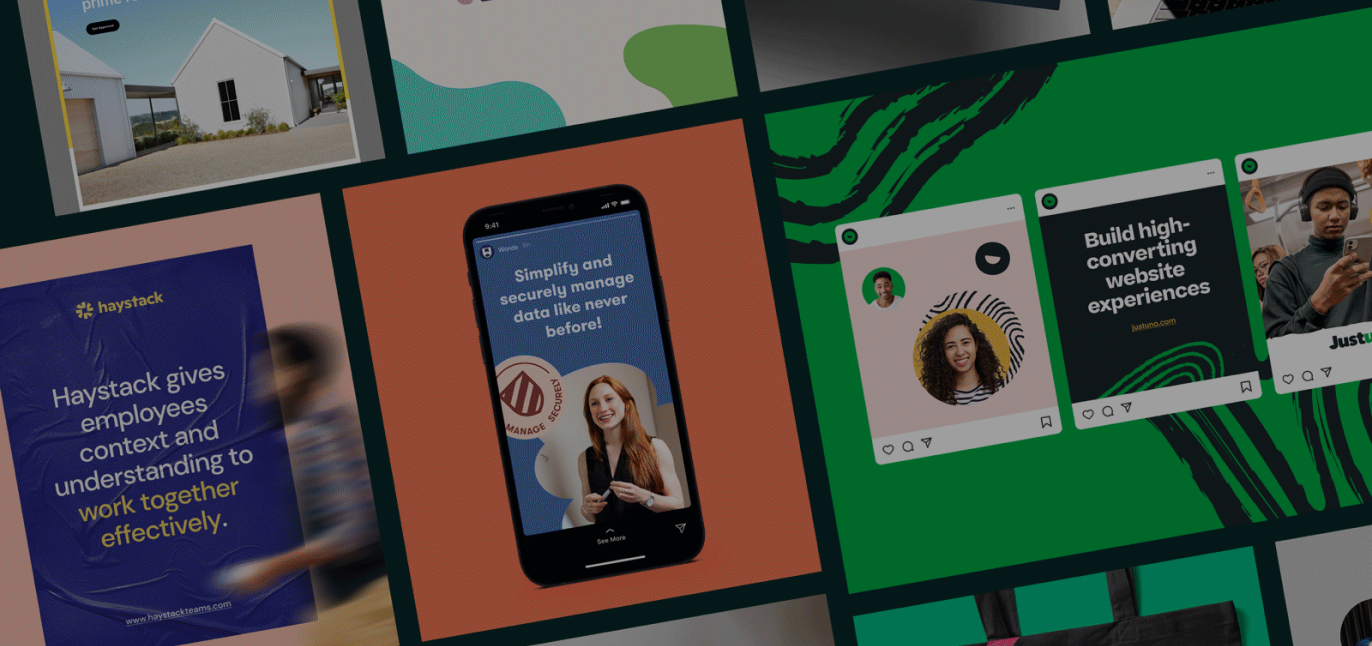 haystack
Haystack gives
employees
context and
understanding to
work together
effectively.
www.haystackteams.com
9:41
Simplify and
securely manage
data like never
before!
MANAGE SECURELY
See More
Build high-
converting
website
experiences
justuno.com